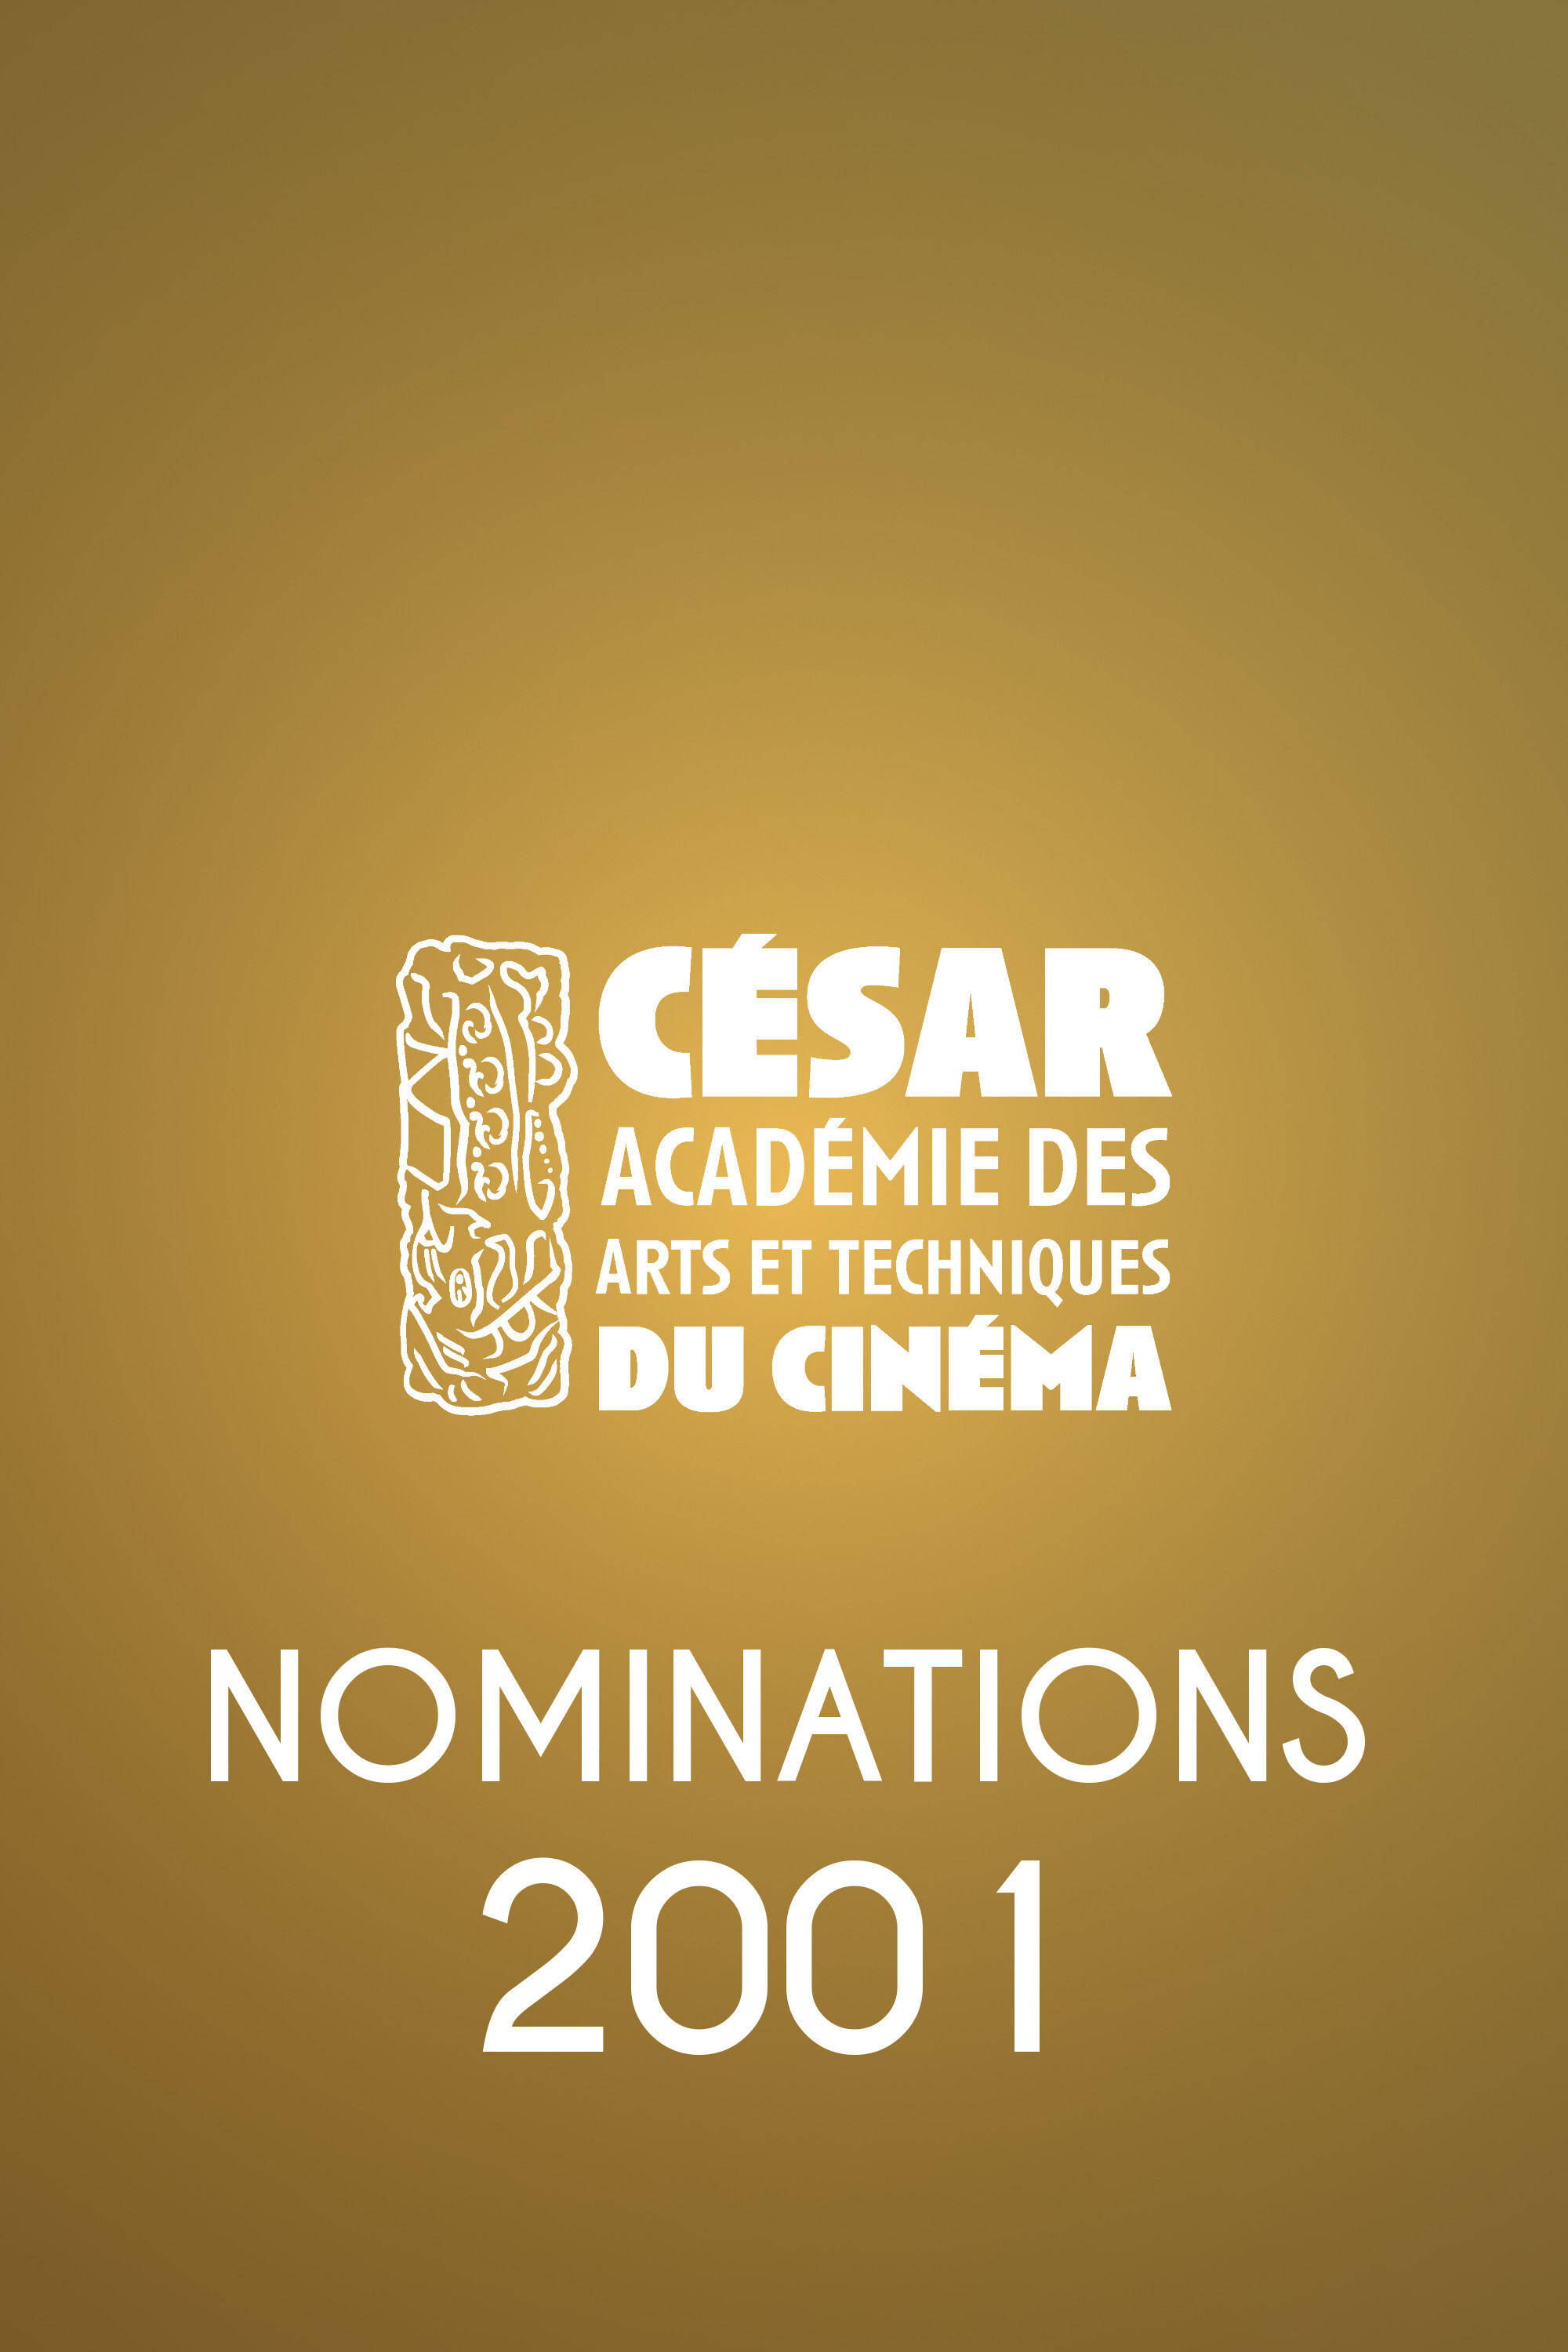 CÉSAR
ACADÉMIE DES
ARTS ET TECHNIQUES
DU CINÉMA
NOMINATIONS
2001